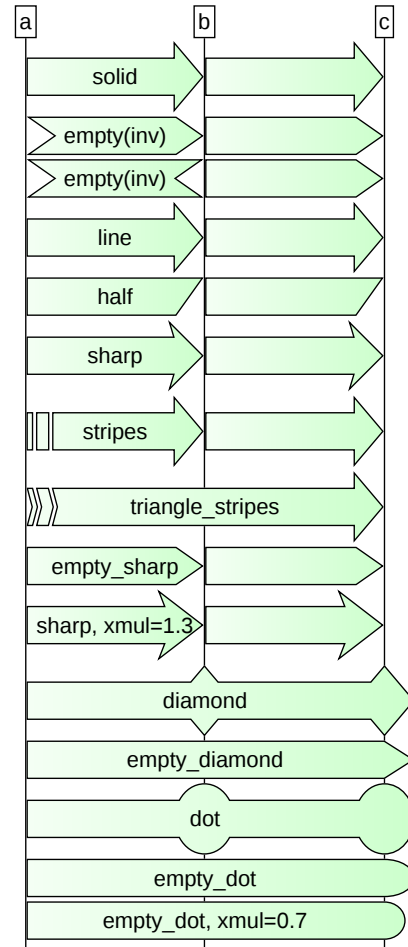 a b c
solid
empty(inv)
empty(inv)
line
half
sharp
stripes
triangle_stripes
empty_sharp
sharp, xmul=1.3
diamond
empty_diamond
dot
empty_dot
empty_dot, xmul=0.7